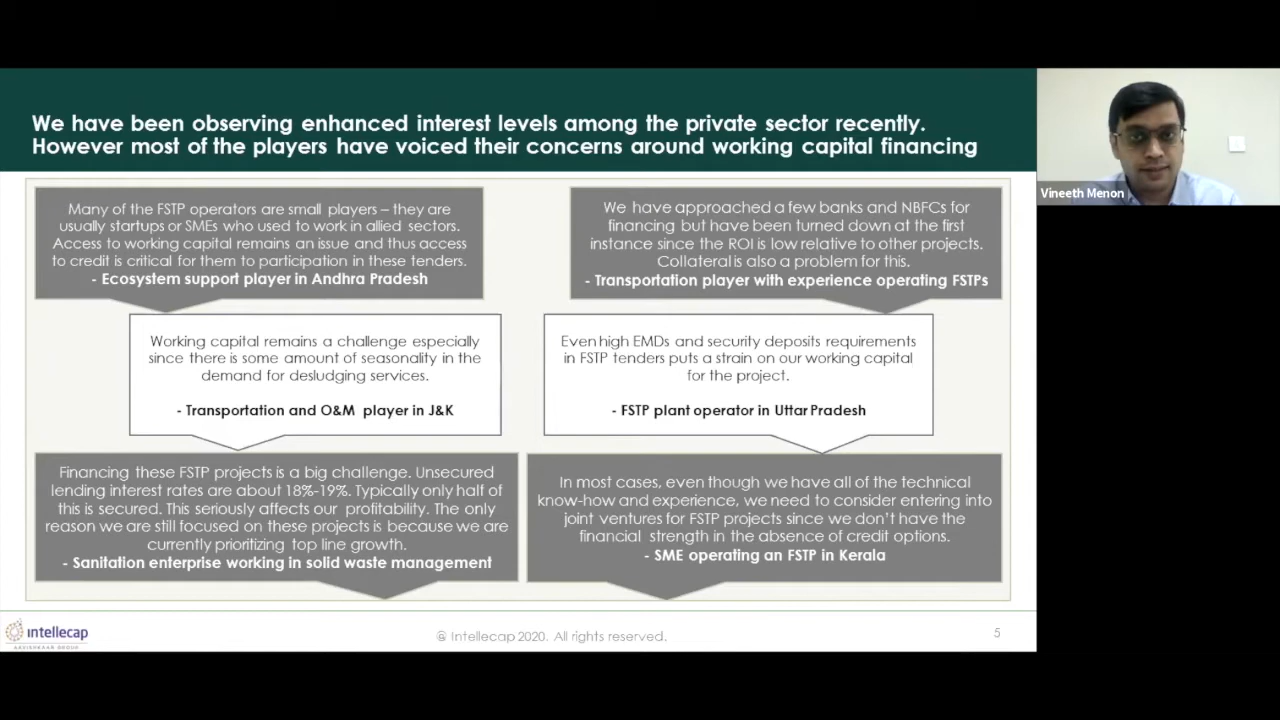 We have been observing enhanced interest levels among the private sector recently.
However most of the players have voiced their concerns around working capital financing
Many of the FSTP operators are small players – they are
usually startups or SMEs who used to work in allied sectors.
Access to working capital remains an issue and thus access
to credit is critical for them to participation in these tenders.
- Ecosystem support player in Andhra Pradesh
We have approached a few banks and NBFCs for
financing but have been turned down at the first
instance since the ROI is low relative to other projects.
Collateral is also a problem for this.
- Transportation player with experience operating FSTPs
Working capital remains a challenge especially
since there is some amount of seasonality in the
demand for desludging services.
- Transportation and O&M player in J&K
Even high EMDs and security deposits requirements
in FSTP tenders puts a strain on our working capital
for the project.
- FSTP plant operator in Uttar Pradesh
Financing these FSTP projects is a big challenge. Unsecured
lending interest rates are about 18%-19%. Typically only half of
this is secured. This seriously affects our profitability. The only
reason we are still focused on these projects is because we are
currently prioritizing top line growth.
- Sanitation enterprise working in solid waste management
In most cases, even though we have all of the technical
know-how and experience, we need to consider entering into
joint ventures for FSTP projects since we don't have the
financial strength in the absence of credit options.
- SME operating an FSTP in Kerala
intellecap
AAVISHKAAR GROUP
@ Intellecap 2020. All rights reserved.
5
Vineeth Menon